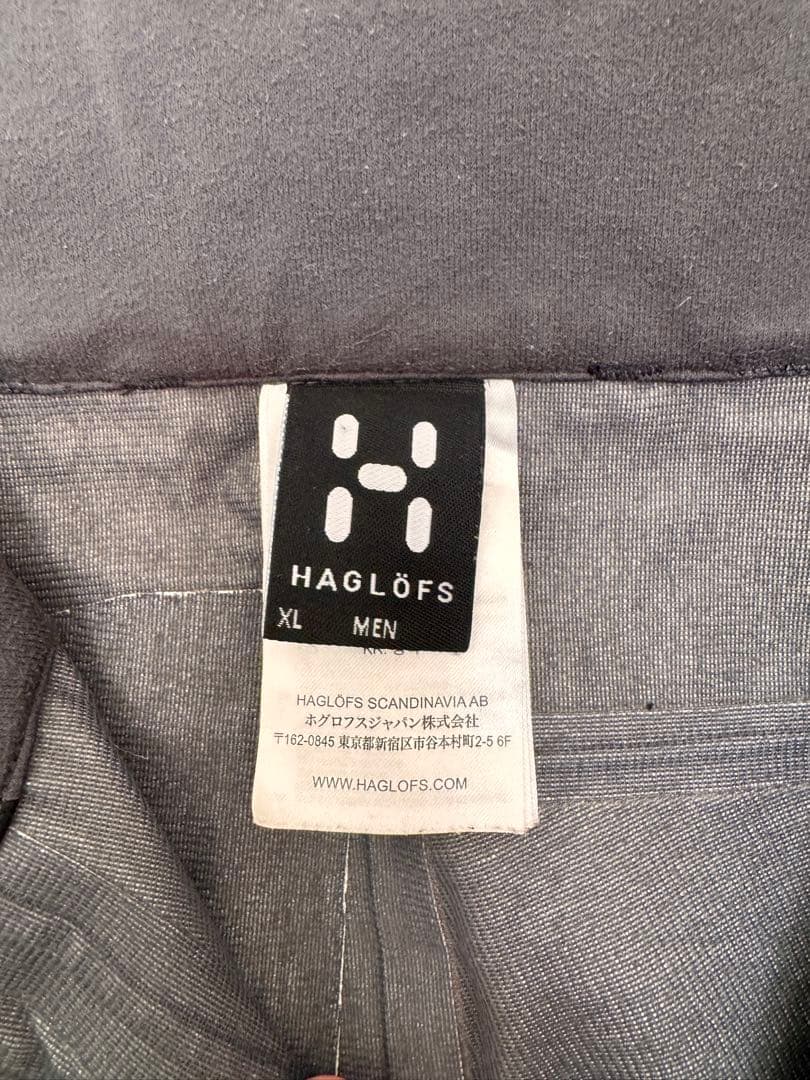 HAGLÖFS
XL MEN
HAGLÖFS SCANDINAVIA AB
ホグロフスジャパン株式会社
〒162-0845 東京都新宿区市谷本村町2-5 6F
WWW.HAGLOFS.COM